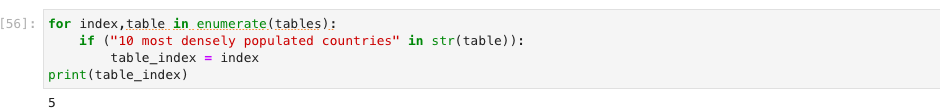 [56]: for index,table in enumerate(tables):
    if ("10 most densely populated countries" in str(table)):
        table_index = index
print(table_index)
5